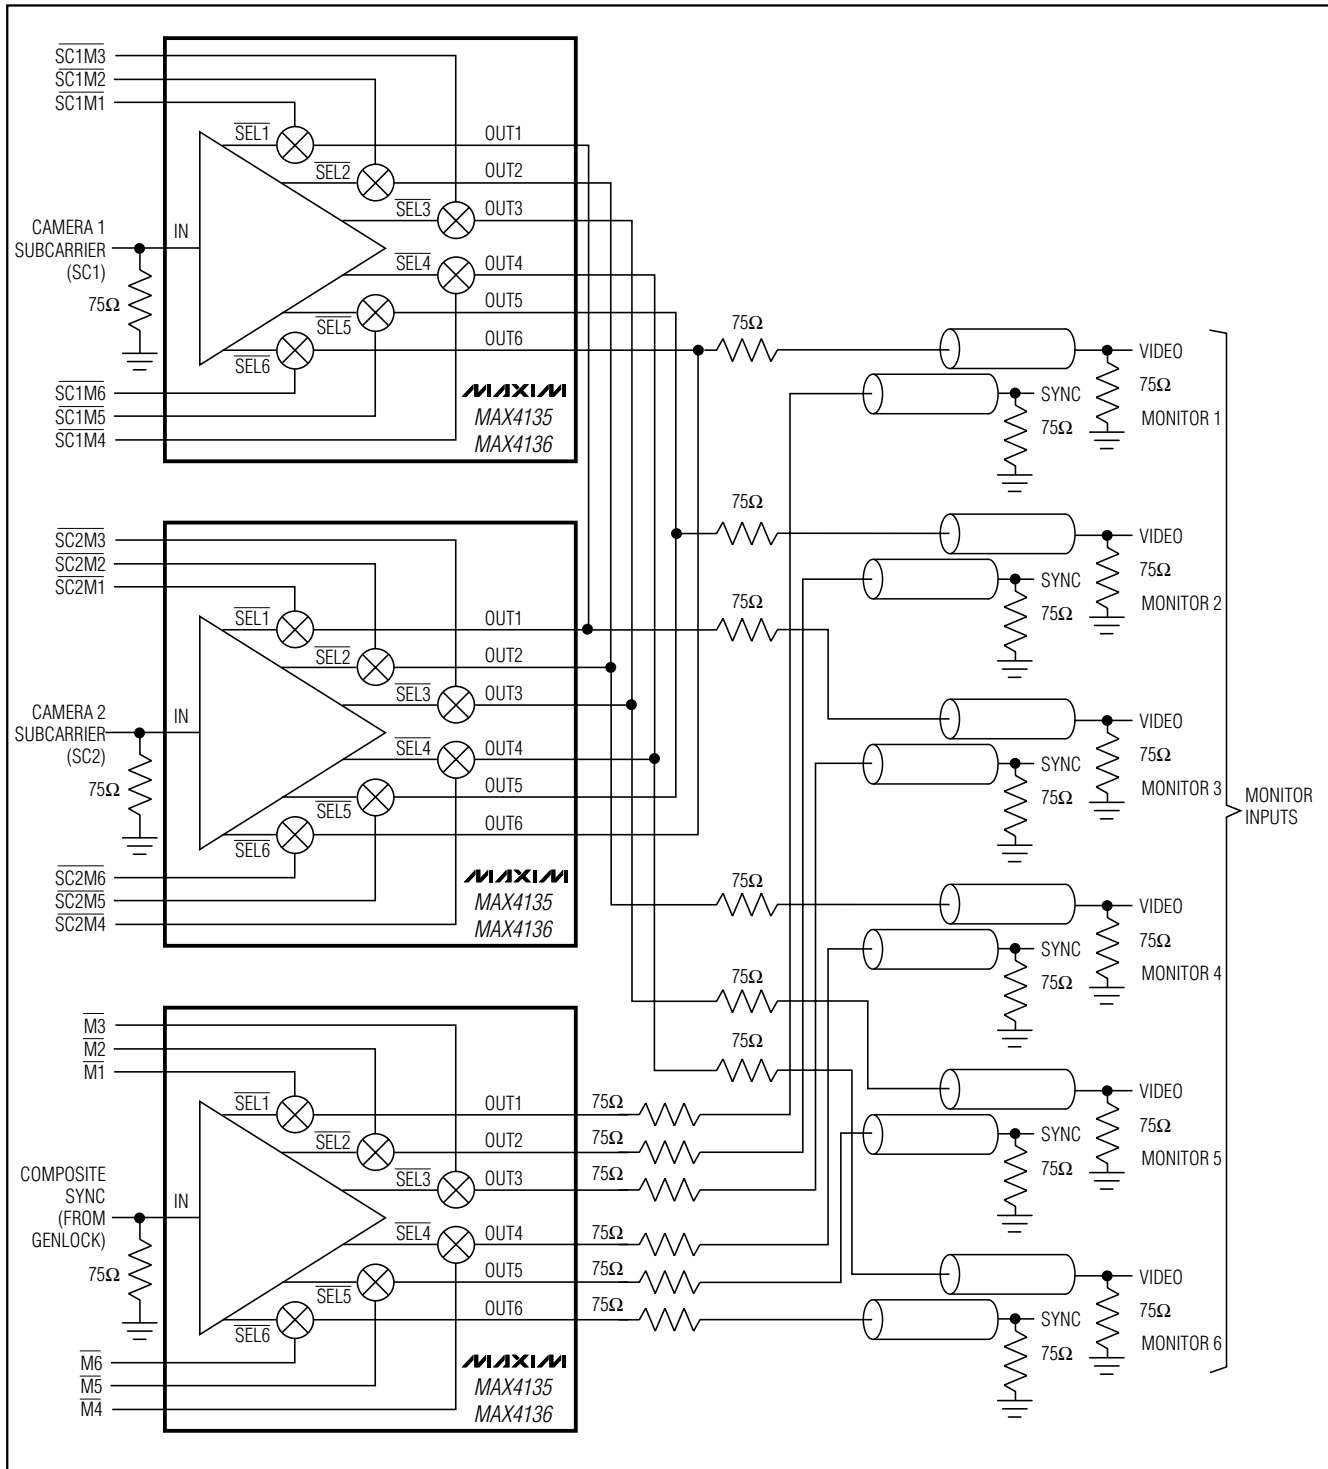 SC1M3
SC1M2
SC1M1
SEL1
OUT1
SEL2
OUT2
SEL3
OUT3
CAMERA 1
SUBCARRIER
(SC1)
IN
75Ω
SEL4
OUT4
OUT5
SEL5
OUT6
SEL6
SC1M6
SC1M5
SC1M4
MAXIM
MAX4135
MAX4136
SC2M3
SC2M2
SC2M1
SEL1
OUT1
SEL2
OUT2
SEL3
OUT3
CAMERA 2
SUBCARRIER
(SC2)
IN
75Ω
SEL4
OUT4
OUT5
SEL5
OUT6
SEL6
SC2M6
SC2M5
SC2M4
MAXIM
MAX4135
MAX4136
M3
M2
M1
SEL1
OUT1
75Ω
SEL2
OUT2
75Ω
SEL3
OUT3
75Ω
COMPOSITE
SYNC
(FROM
GENLOCK)
IN
75Ω
SEL4
OUT4
75Ω
OUT5
75Ω
SEL5
OUT6
75Ω
SEL6
M6
M5
M4
MAXIM
MAX4135
MAX4136
75Ω
VIDEO
75Ω
SYNC
75Ω
MONITOR 1
75Ω
VIDEO
75Ω
SYNC
75Ω
MONITOR 2
75Ω
VIDEO
75Ω
SYNC
75Ω
MONITOR 3
75Ω
VIDEO
75Ω
SYNC
75Ω
MONITOR 4
75Ω
VIDEO
75Ω
SYNC
75Ω
MONITOR 5
75Ω
VIDEO
75Ω
SYNC
75Ω
MONITOR 6
MONITOR
INPUTS